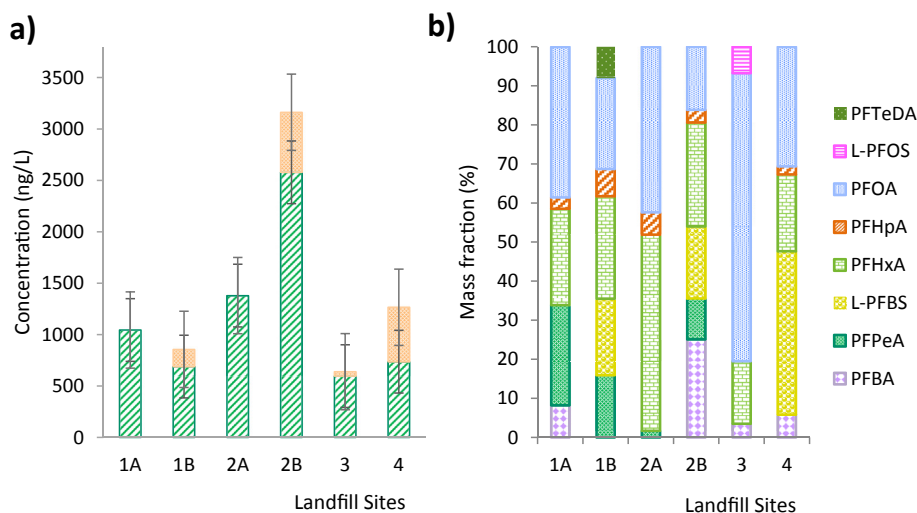 a)
Concentration (ng/L)
3500
3000
2500
2000
1500
1000
500
0
1A 1B 2A 2B 3 4
Landfill Sites
b)
Mass fraction (%)
100
90
80
70
60
50
40
30
20
10
0
1A 1B 2A 2B 3 4
Landfill Sites
PFTeDA
L-PFOS
PFOA
PFHpA
PFHxA
L-PFBS
PFPeA
PFBA